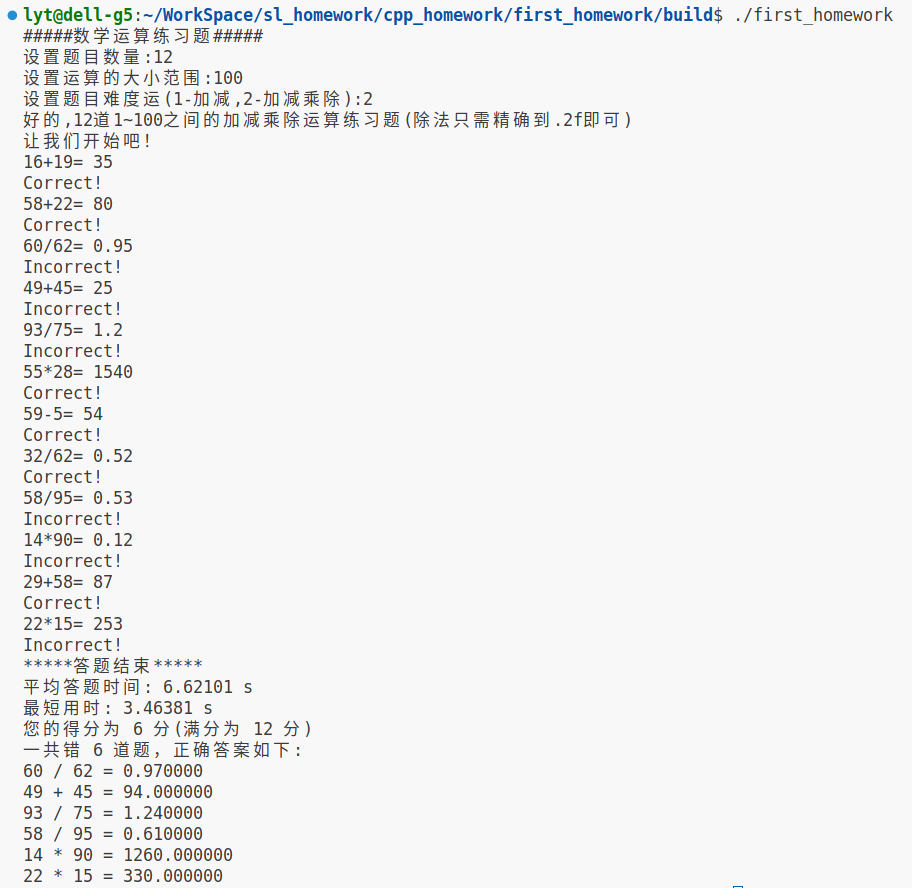 lyt@dell-g5:~/WorkSpace/sl_homework/cpp_homework/first_homework/build$ ./first_homework
#####数学运算练习题#####
设置题目数量:12
设置运算的大小范围:100
设置题目难度运(1-加减,2-加减乘除):2
好的,12道1~100之间的加减乘除运算练习题(除法只需精确到.2f即可)
让我们开始吧!
16+19= 35
Correct!
58+22= 80
Correct!
60/62= 0.95
Incorrect!
49+45= 25
Incorrect!
93/75= 1.2
Incorrect!
55*28= 1540
Correct!
59-5= 54
Correct!
32/62= 0.52
Correct!
58/95= 0.53
Incorrect!
14*90= 0.12
Incorrect!
29+58= 87
Correct!
22*15= 253
Incorrect!
*****答题结束*****
平均答题时间: 6.62101 s
最短用时: 3.46381 s
您的得分为 6 分(满分为 12 分)
一共错 6 道题，正确答案如下:
60 / 62 = 0.970000
49 + 45 = 94.000000
93 / 75 = 1.240000
58 / 95 = 0.610000
14 * 90 = 1260.000000
22 * 15 = 330.000000